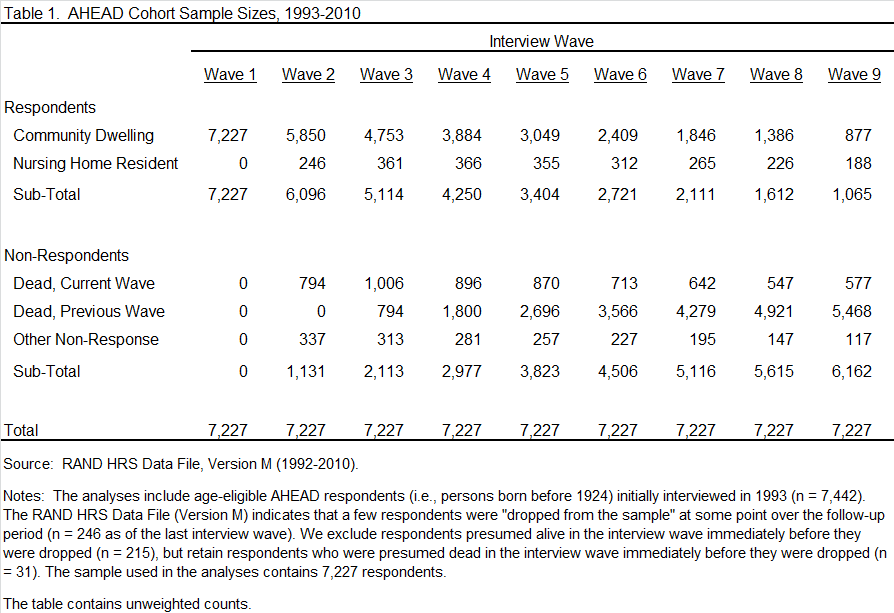 Table 1.  AHEAD Cohort Sample Sizes, 1993-2010
Interview Wave
Wave 1 Wave 2 Wave 3 Wave 4 Wave 5 Wave 6 Wave 7 Wave 8 Wave 9
Respondents
Community Dwelling 7,227 5,850 4,753 3,884 3,049 2,409 1,846 1,386 877
Nursing Home Resident 0 246 361 366 355 312 265 226 188
Sub-Total 7,227 6,096 5,114 4,250 3,404 2,721 2,111 1,612 1,065
Non-Respondents
Dead, Current Wave 0 794 1,006 896 870 713 642 547 577
Dead, Previous Wave 0 0 794 1,800 2,696 3,566 4,279 4,921 5,468
Other Non-Response 0 337 313 281 257 227 195 147 117
Sub-Total 0 1,131 2,113 2,977 3,823 4,506 5,116 5,615 6,162
Total 7,227 7,227 7,227 7,227 7,227 7,227 7,227 7,227 7,227
Source:  RAND HRS Data File, Version M (1992-2010).
Notes:  The analyses include age-eligible AHEAD respondents (i.e., persons born before 1924) initially interviewed in 1993 (n = 7,442).
The RAND HRS Data File (Version M) indicates that a few respondents were "dropped from the sample" at some point over the follow-up
period (n = 246 as of the last interview wave). We exclude respondents presumed alive in the interview wave immediately before they
were dropped (n = 215), but retain respondents who were presumed dead in the interview wave immediately before they were dropped (n
= 31). The sample used in the analyses contains 7,227 respondents.
The table contains unweighted counts.